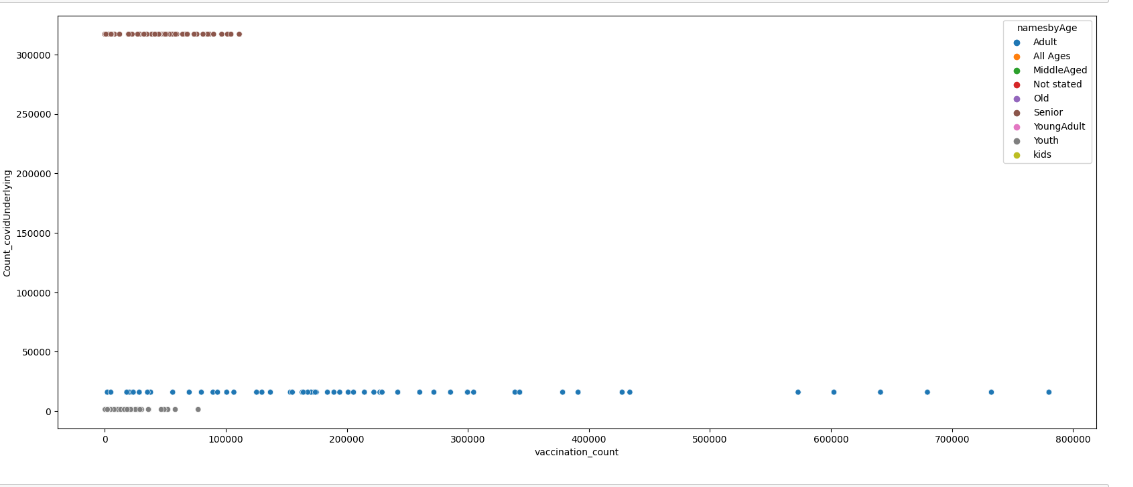 namesbyAge
Adult
All Ages
MiddleAged
Not stated
Old
Senior
YoungAdult
Youth
kids
300000
250000
200000
150000
100000
50000
0
Count_covidUnderlying
0 100000 200000 300000 400000 500000 600000 700000 800000
vaccination_count